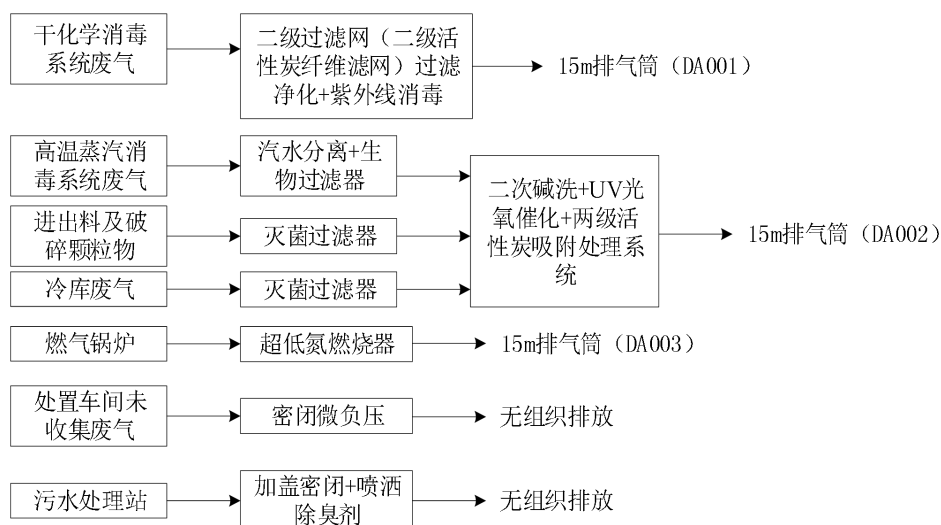 干化学消毒
系统废气
二级过滤网（二级活
性炭纤维滤网）过滤
净化+紫外线消毒
15m排气筒（DA001）
高温蒸汽消
毒系统废气
汽水分离+生
物过滤器
进出料及破
碎颗粒物
灭菌过滤器
冷库废气
灭菌过滤器
二次碱洗+UV光
氧催化+两级活
性炭吸附处理系
统
15m排气筒（DA002）
燃气锅炉
超低氮燃烧器
15m排气筒（DA003）
处置车间未
收集废气
密闭微负压
无组织排放
污水处理站
加盖密闭+喷洒
除臭剂
无组织排放